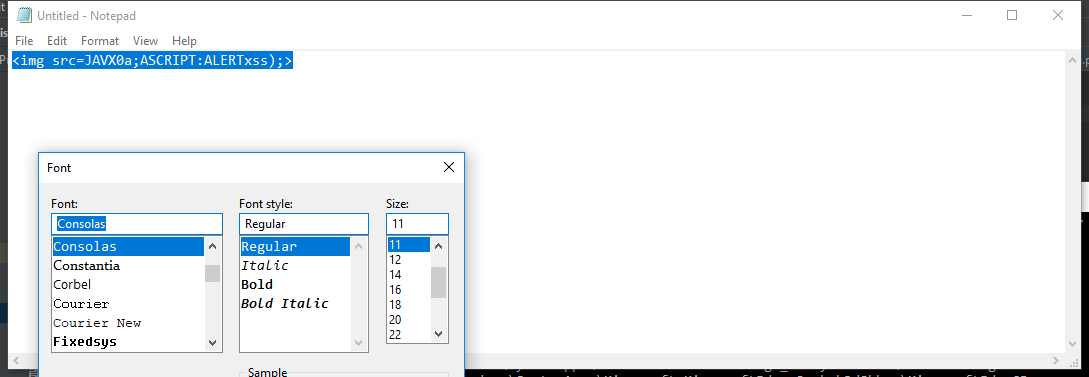 Untitled - Notepad
File Edit Format View Help
<img src=JAVX0a;ASCRIPT:ALERTxss);>
Font
Font: Font style: Size:
Consolas Regular 11
Consolas Regular 11
Constantia Italic 12
Corbel Bold 14
Courier Bold Italic 16
Courier New 18
Fixedsys 20
22
Sample